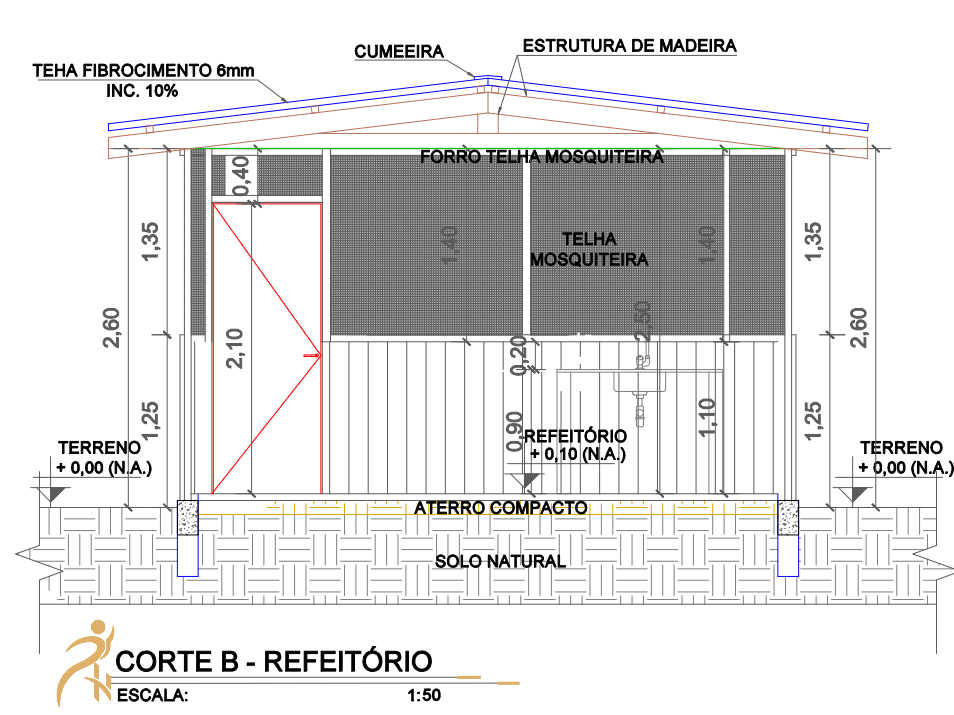 CUMEEIRA
ESTRUTURA DE MADEIRA
TEHA FIBROCIMENTO 6mm
INC. 10%
FORRO TELHA MOSQUITEIRA
0,40
1,35
1,40
TELHA
MOSQUITEIRA
1,40
1,35
2,60
2,10
0,20
2,50
2,60
1,25
0,90
1,10
1,25
TERRENO
+ 0,00 (N.A.)
REFEITÓRIO
+ 0,10 (N.A.)
TERRENO
+ 0,00 (N.A.)
ATERRO COMPACTO
SOLO NATURAL
CORTE B - REFEITÓRIO
ESCALA: 1:50